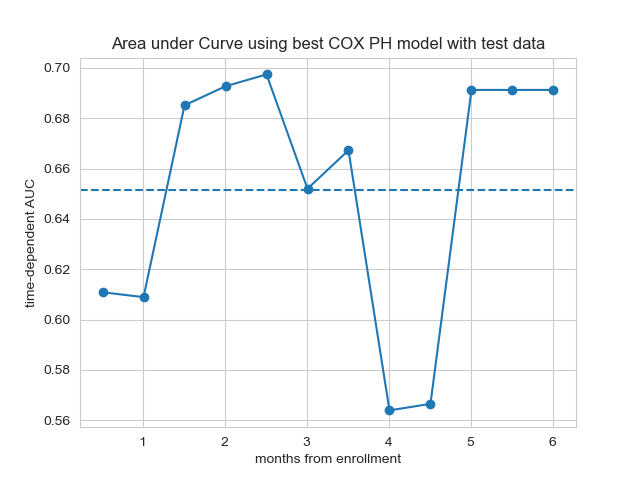 Area under Curve using best COX PH model with test data
0.70
0.68
0.66
0.64
0.62
0.60
0.58
0.56
time-dependent AUC
1 2 3 4 5 6
months from enrollment